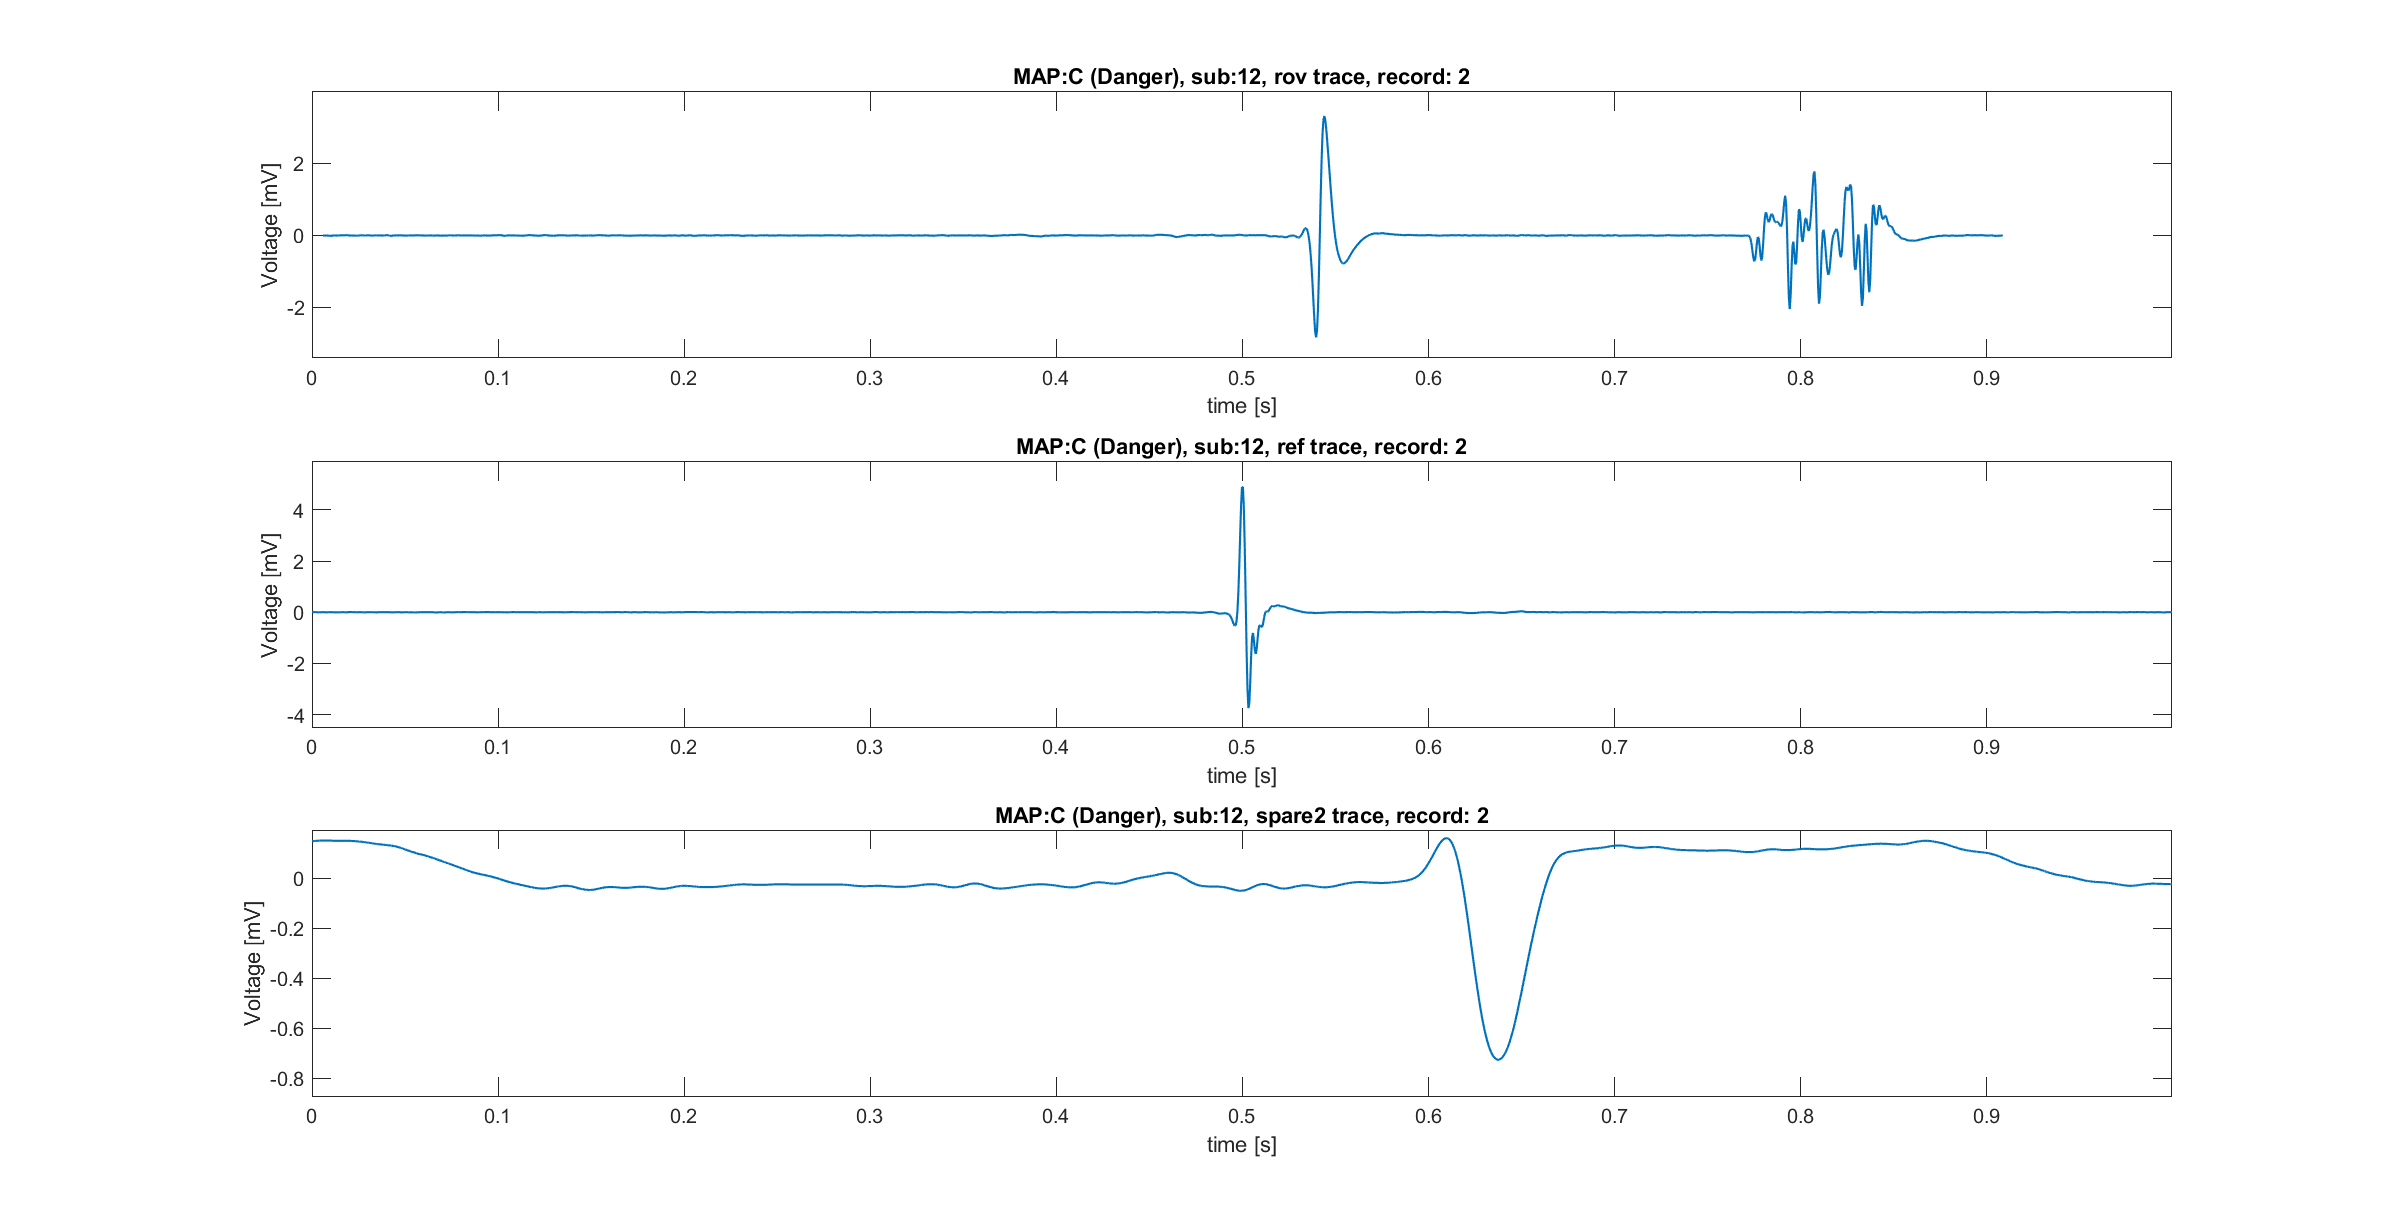 MAP:C (Danger), sub:12, rov trace, record: 2
Voltage [mV]
2
0
-2
0 0.1 0.2 0.3 0.4 0.5 0.6 0.7 0.8 0.9
time [s]
MAP:C (Danger), sub:12, ref trace, record: 2
Voltage [mV]
4
2
0
-2
-4
0 0.1 0.2 0.3 0.4 0.5 0.6 0.7 0.8 0.9
time [s]
MAP:C (Danger), sub:12, spare2 trace, record: 2
Voltage [mV]
0
-0.2
-0.4
-0.6
-0.8
0 0.1 0.2 0.3 0.4 0.5 0.6 0.7 0.8 0.9
time [s]